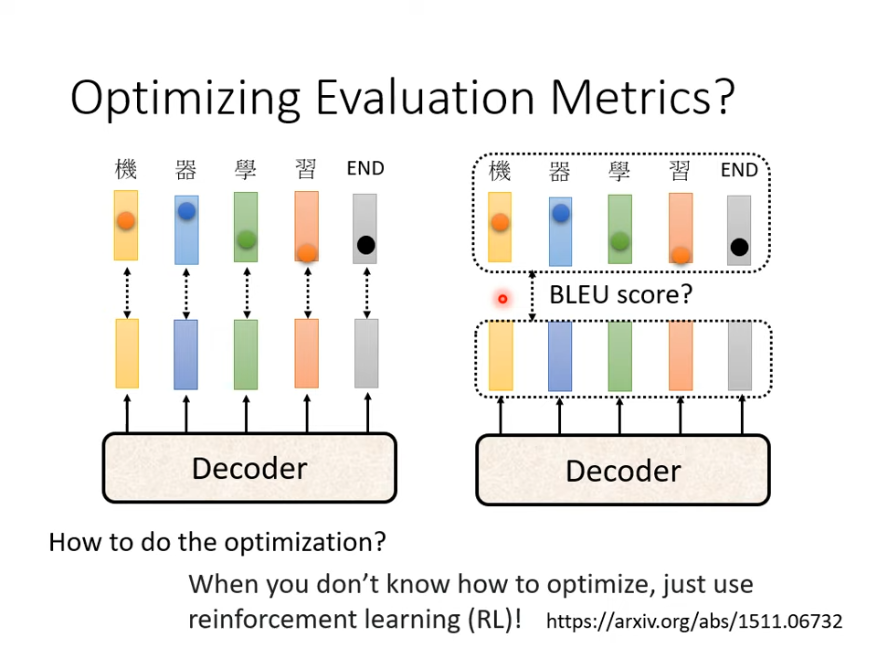 Optimizing Evaluation Metrics?
機 器 學 習 END
機 器 學 習 END
BLEU score?
Decoder
Decoder
How to do the optimization?
When you don't know how to optimize, just use
reinforcement learning (RL)! https://arxiv.org/abs/1511.06732